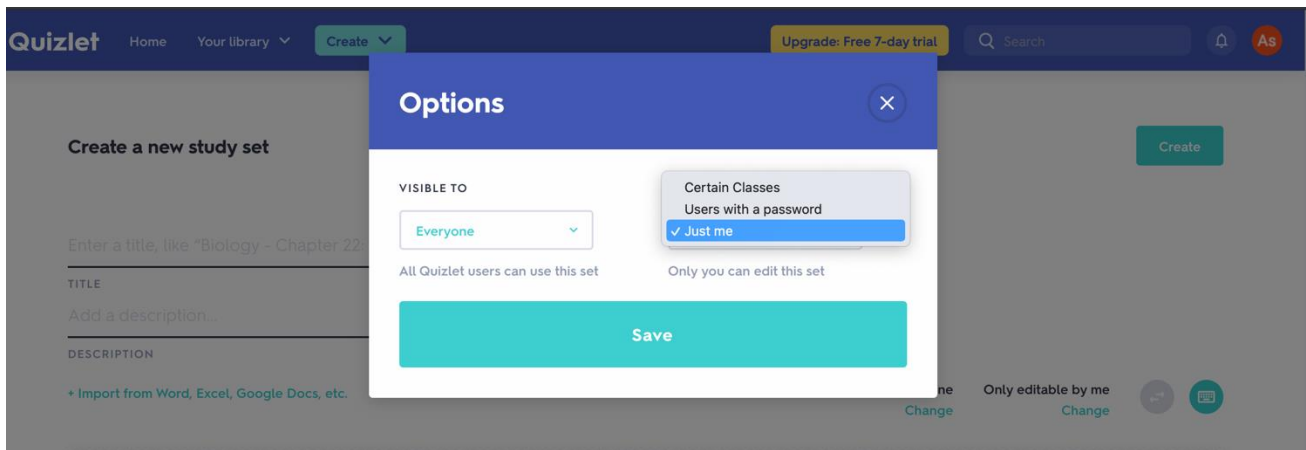 Quizlet Home Your library Create Upgrade: Free 7-day trial Search As
Options
Create a new study set
Create
VISIBLE TO
Certain Classes
Users with a password
✓ Just me
Everyone
Enter a title, like "Biology - Chapter 22:
All Quizlet users can use this set
Only you can edit this set
TITLE
Add a description...
Save
DESCRIPTION
+ Import from Word, Excel, Google Docs, etc.
ne
Only editable by me
Change
Change